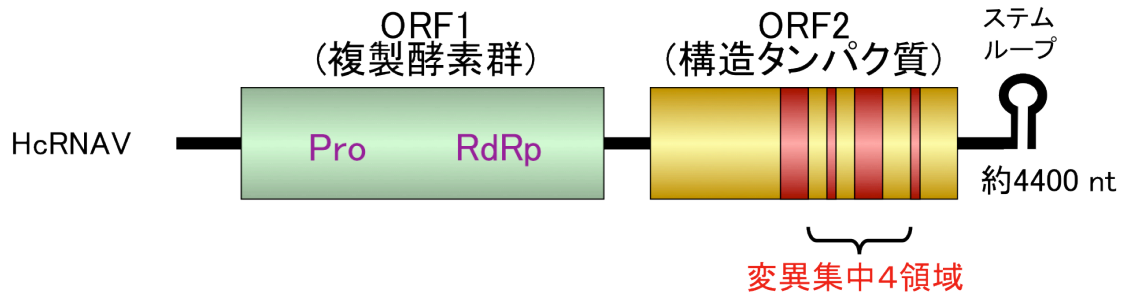 ORF1
(複製酵素群)
ORF2
(構造タンパク質)
ステム
ループ
HcRNAV
Pro
RdRp
約4400 nt
変異集中4領域